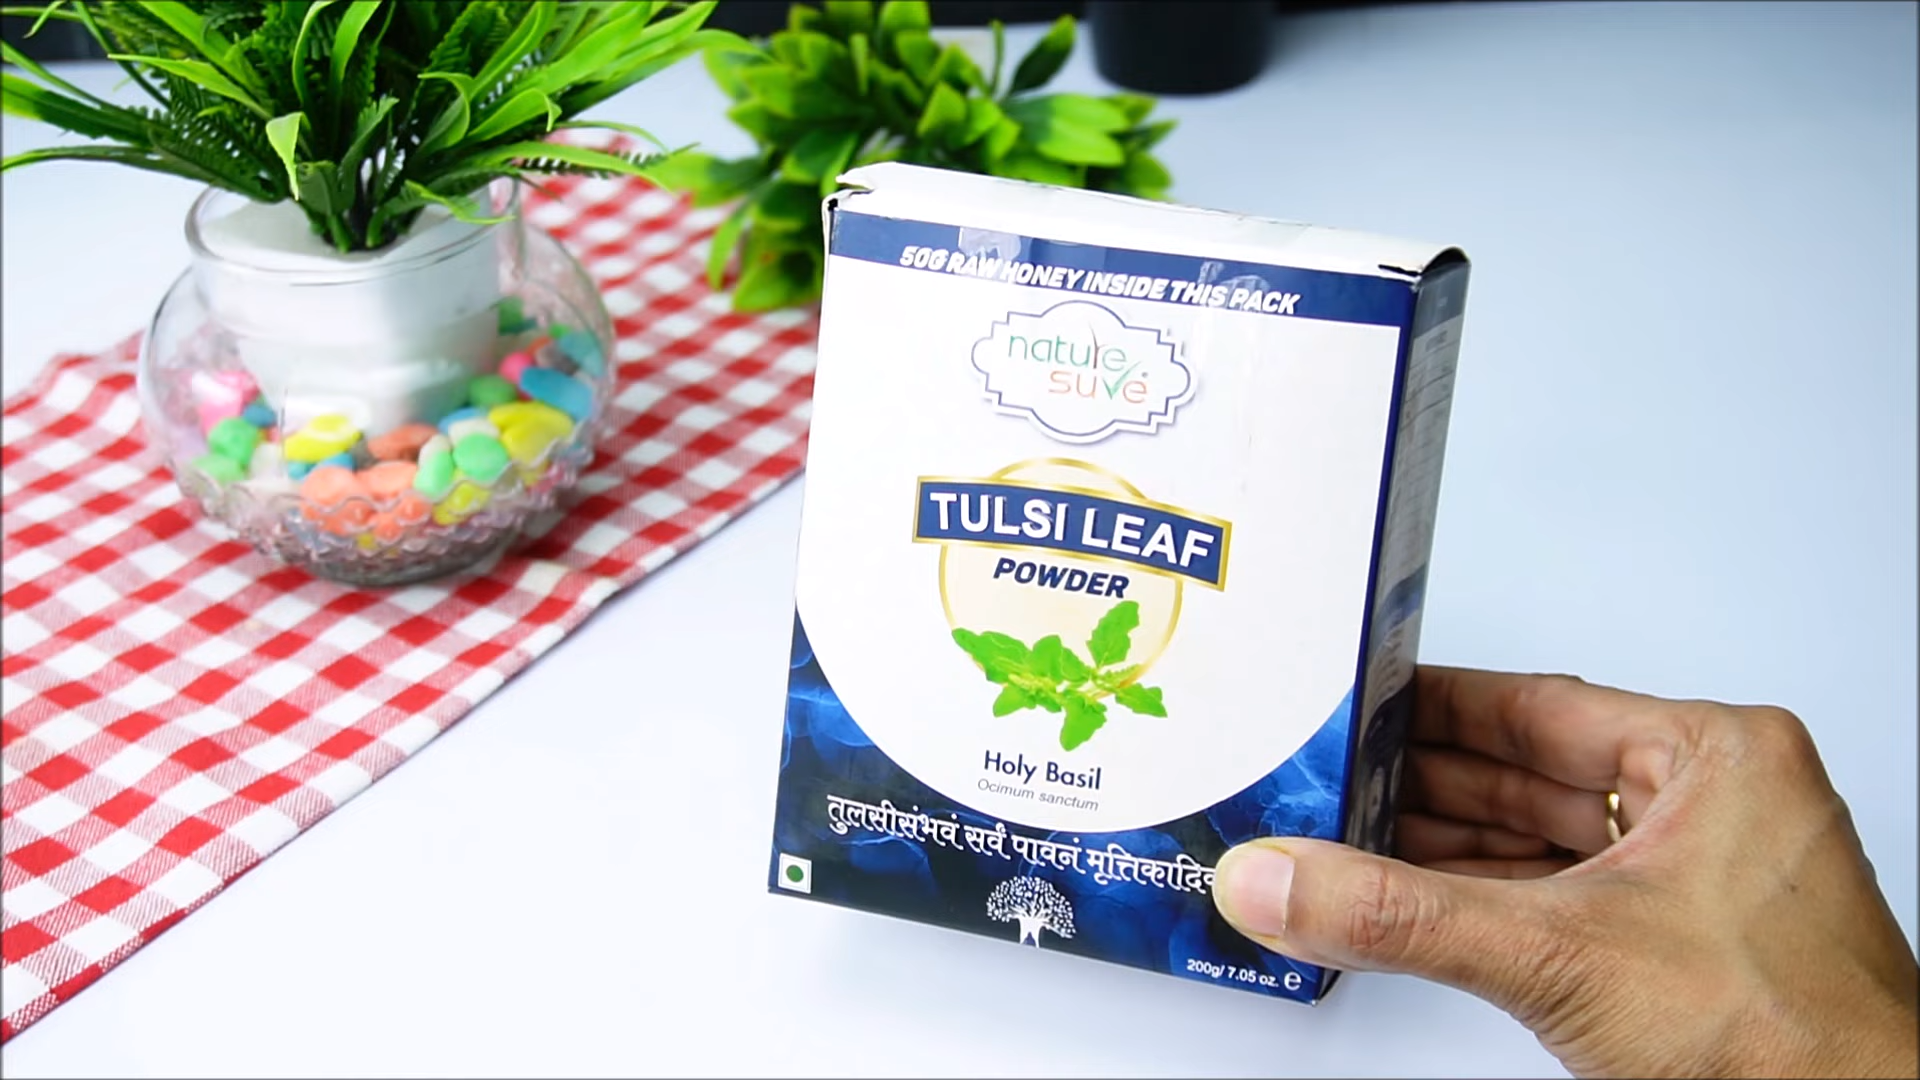 50G RAW HONEY INSIDE THIS PACK
nature
sure
TULSI LEAF
POWDER
Holy Basil
Ocimum sanctum
तुलसीसंभवं सर्वं पावनं
200g/ 7.05 oz. e